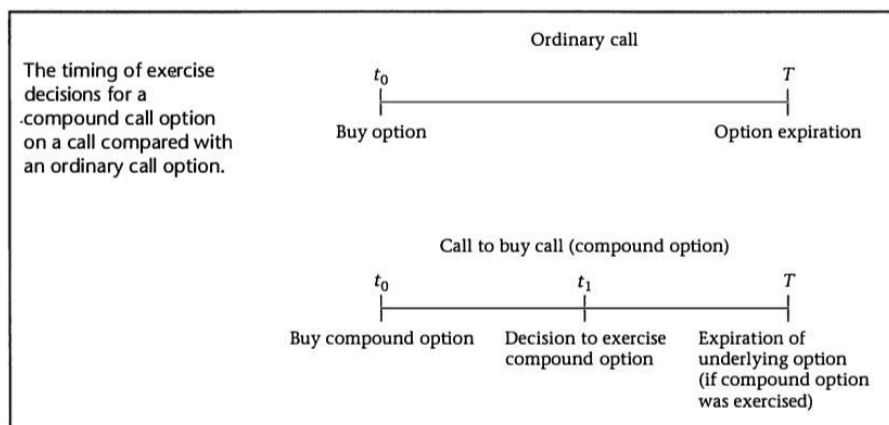 The timing of exercise
decisions for a
compound call option
on a call compared with
an ordinary call option.
Ordinary call
t0
T
Buy option
Option expiration
Call to buy call (compound option)
t0
t1
T
Buy compound option
Decision to exercise
compound option
Expiration of
underlying option
(if compound option
was exercised)